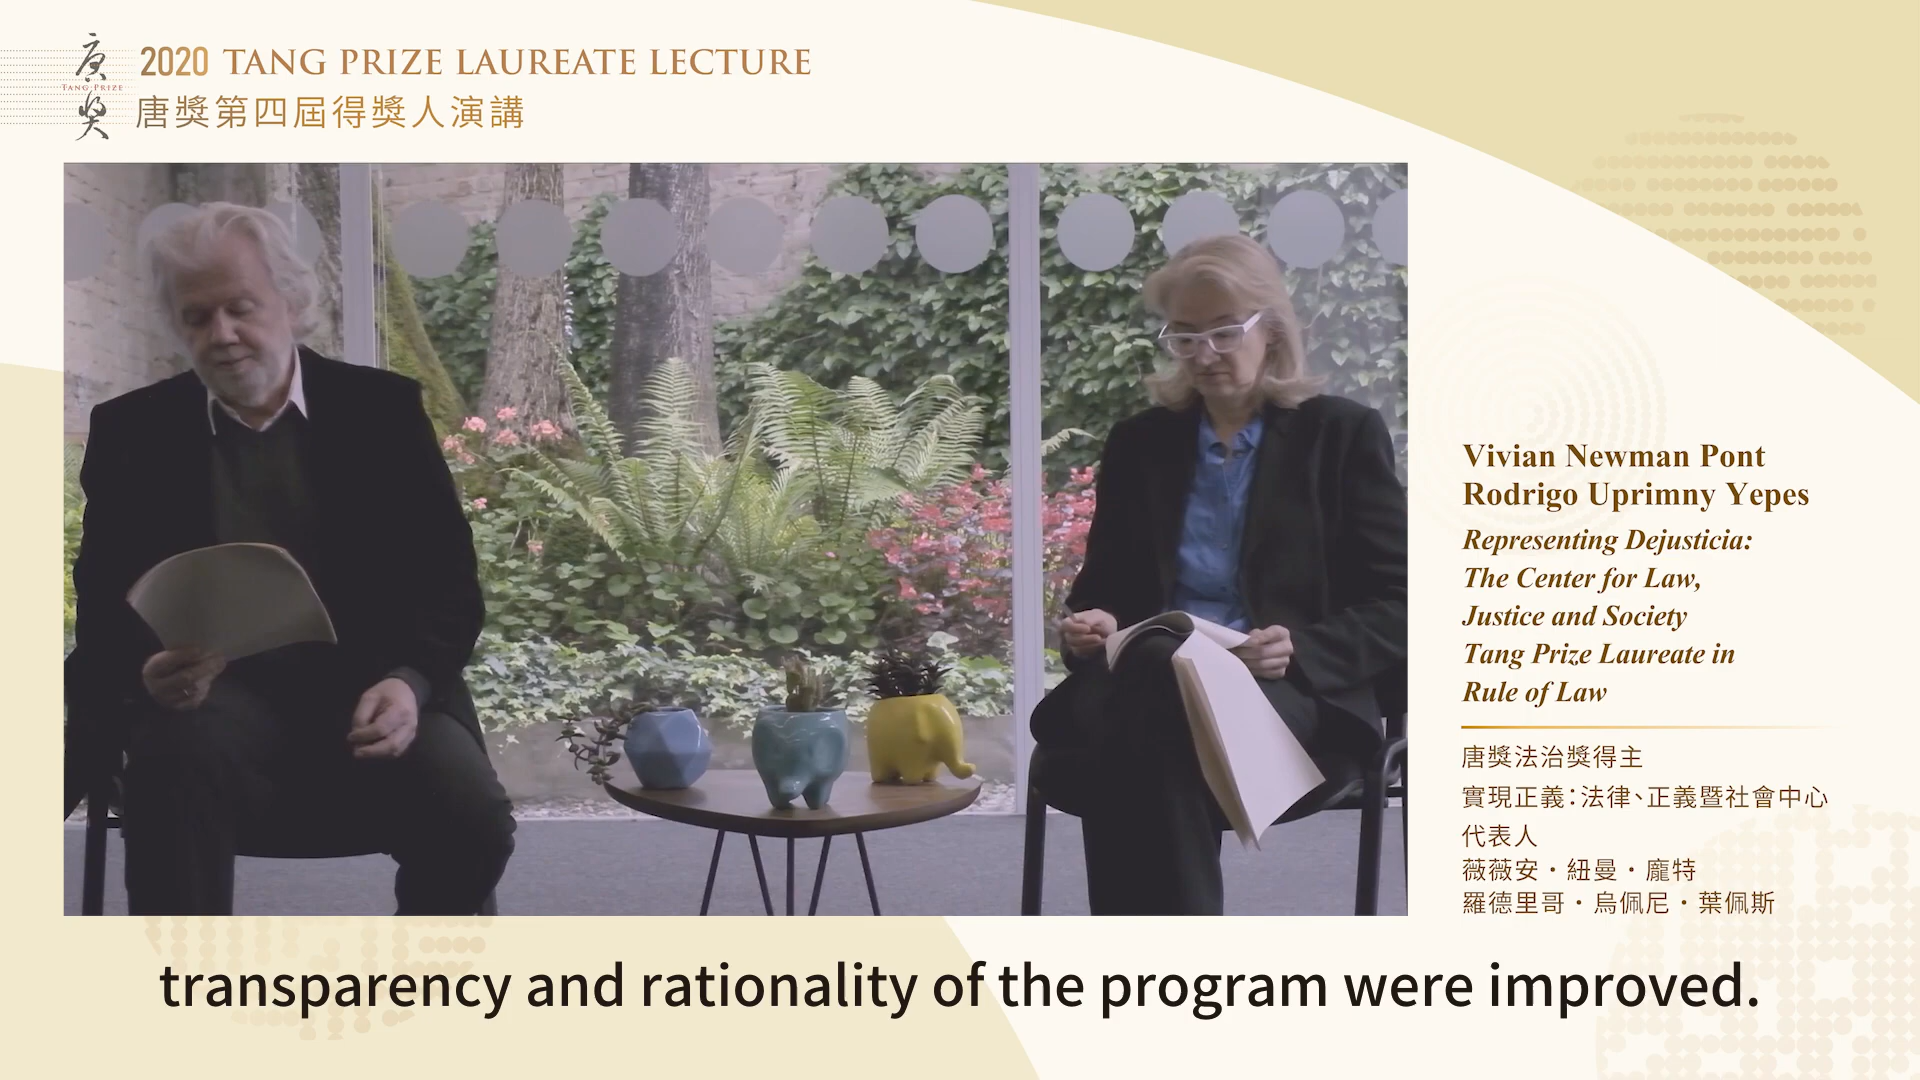 唐
TANG PRIZE
獎
2020 TANG PRIZE LAUREATE LECTURE
唐獎第四屆得獎人演講
Vivian Newman Pont
Rodrigo Uprimny Yepes
Representing Dejusticia:
The Center for Law,
Justice and Society
Tang Prize Laureate in
Rule of Law
唐獎法治獎得主
實現正義：法律、正義暨社會中心
代表人
薇薇安・紐曼・龐特
羅德里哥・烏佩尼・葉佩斯
transparency and rationality of the program were improved.